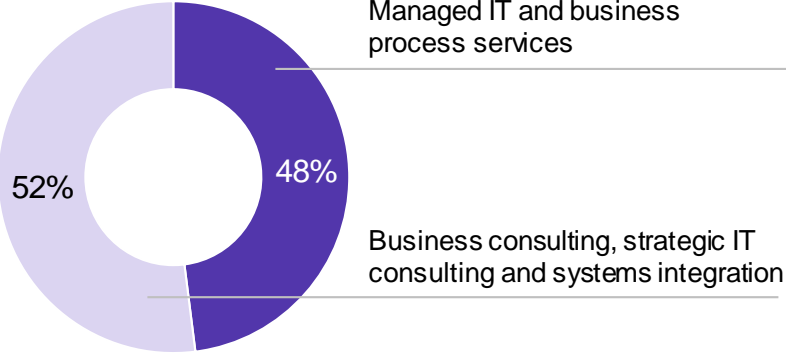 Managed IT and business
process services
52%
48%
Business consulting, strategic IT
consulting and systems integration